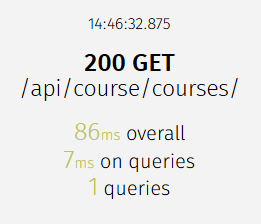 14:46:32.875
200 GET
/api/course/courses/
86ms overall
7ms on queries
1 queries